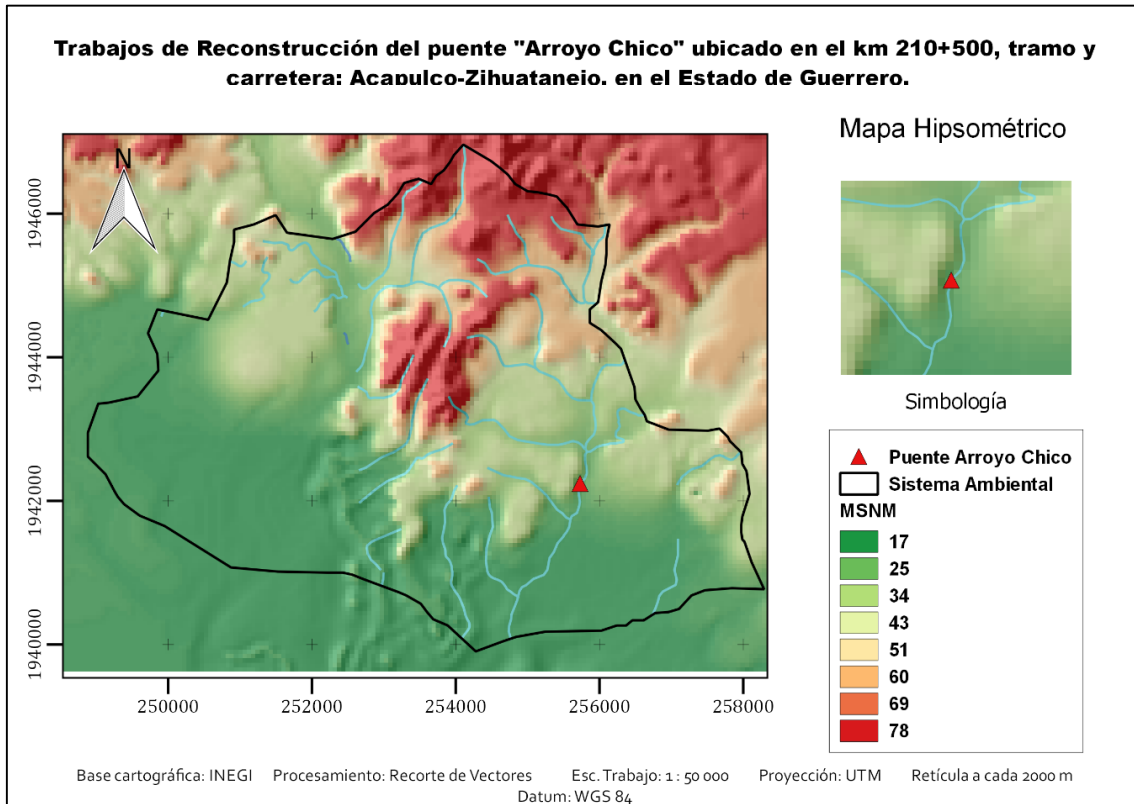 Trabajos de Reconstrucción del puente "Arroyo Chico" ubicado en el km 210+500, tramo y
carretera: Acapulco-Zihuatanejo, en el Estado de Guerrero.
Mapa Hipsométrico
N
1946000
1944000
1942000
1940000
250000
252000
254000
256000
258000
Simbología
Puente Arroyo Chico
Sistema Ambiental
MSNM
17
25
34
43
51
60
69
78
Base cartográfica: INEGI Procesamiento: Recorte de Vectores Esc. Trabajo: 1 : 50 000 Proyección: UTM Retícula a cada 2000 m
Datum: WGS 84